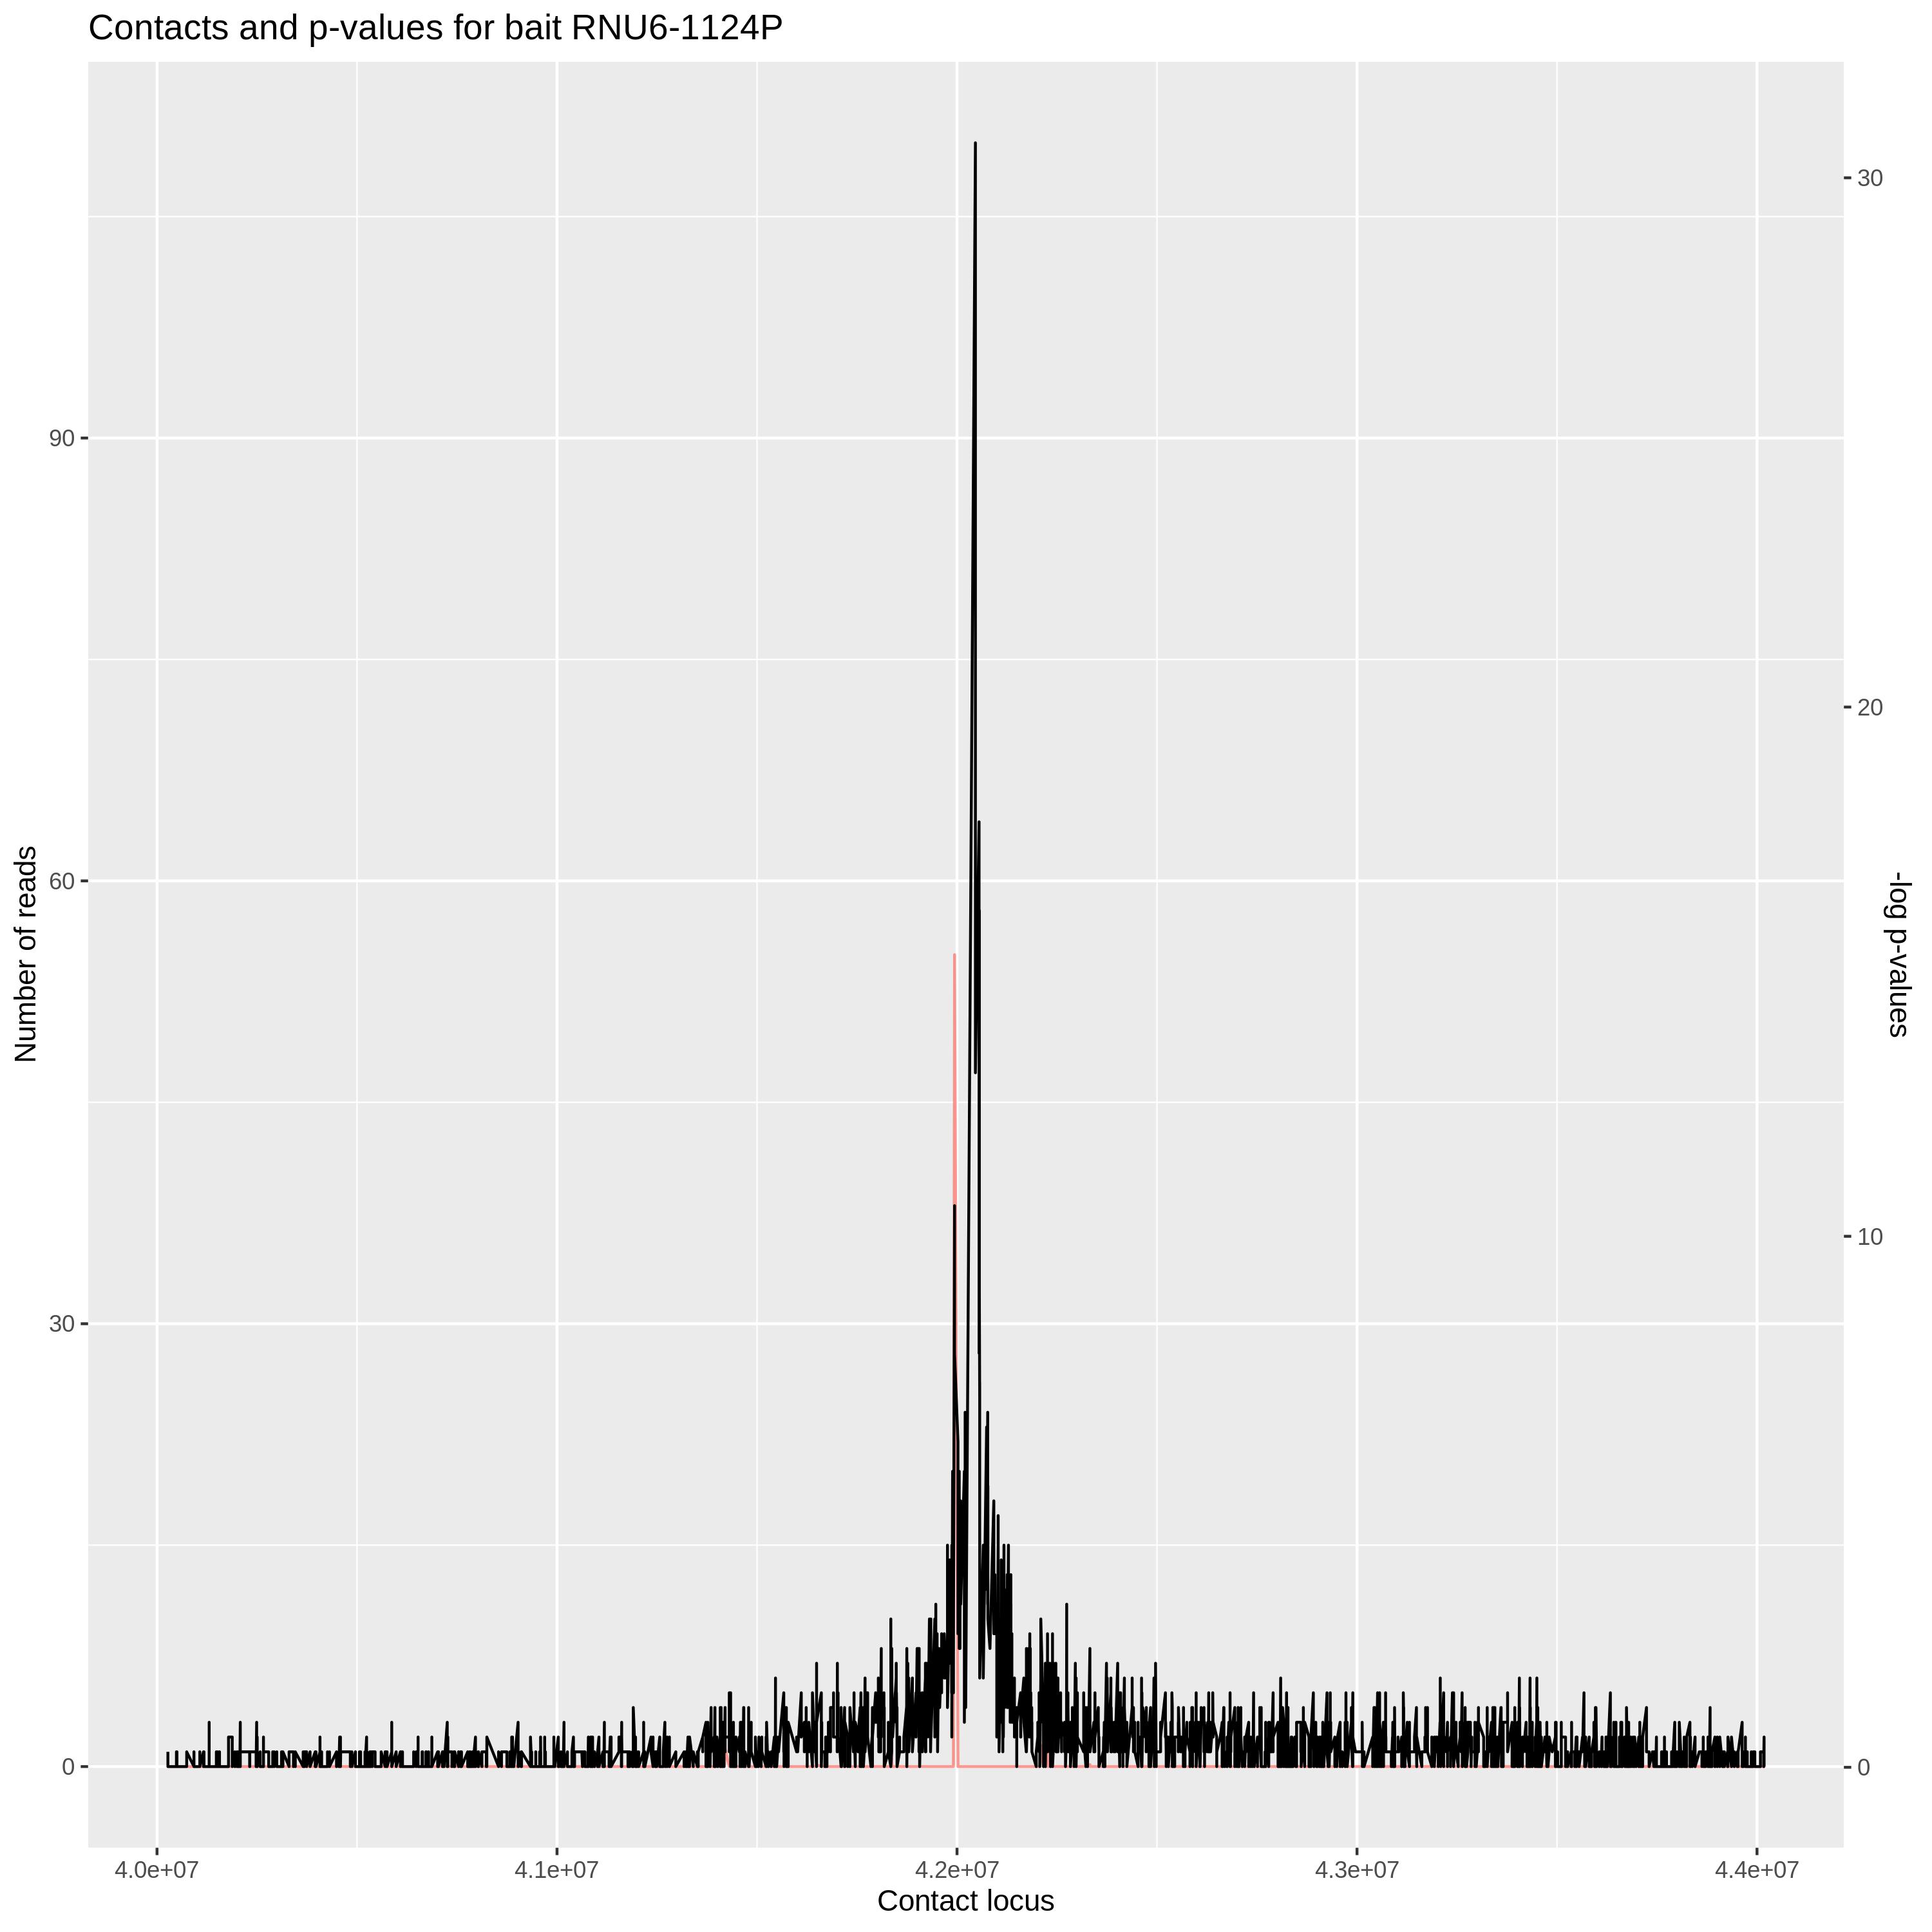 Contacts and p-values for bait RNU6-1124P
30
90
20
60
Number of reads
-log p-values
10
30
0
0
4.0e+07
4.1e+07
4.2e+07
4.3e+07
4.4e+07
Contact locus